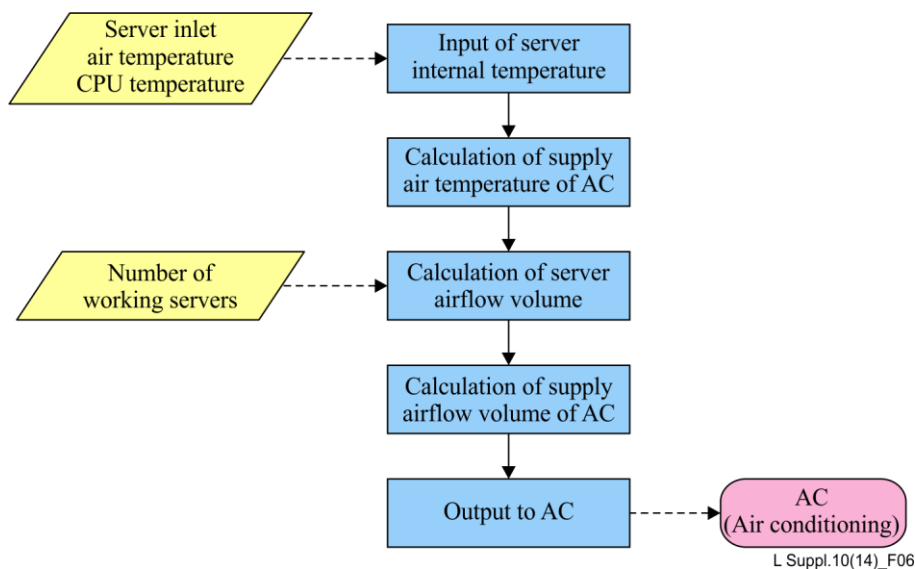 Server inlet
air temperature
CPU temperature
Input of server
internal temperature
Calculation of supply
air temperature of AC
Number of
working servers
Calculation of server
airflow volume
Calculation of supply
airflow volume of AC
Output to AC
AC
(Air conditioning)
L Suppl.10(14)_F06